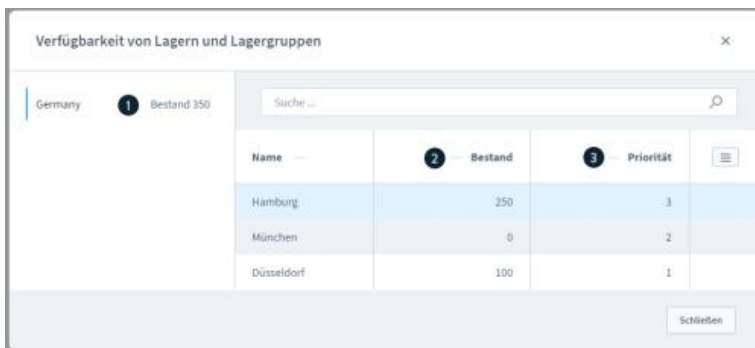 Verfügbarkeit von Lagern und Lagergruppen
Germany 1 Bestand 350
Suche ...
Name 2 Bestand 3 Priorität
Hamburg 250 3
München 0 2
Düsseldorf 100 1
Schließen